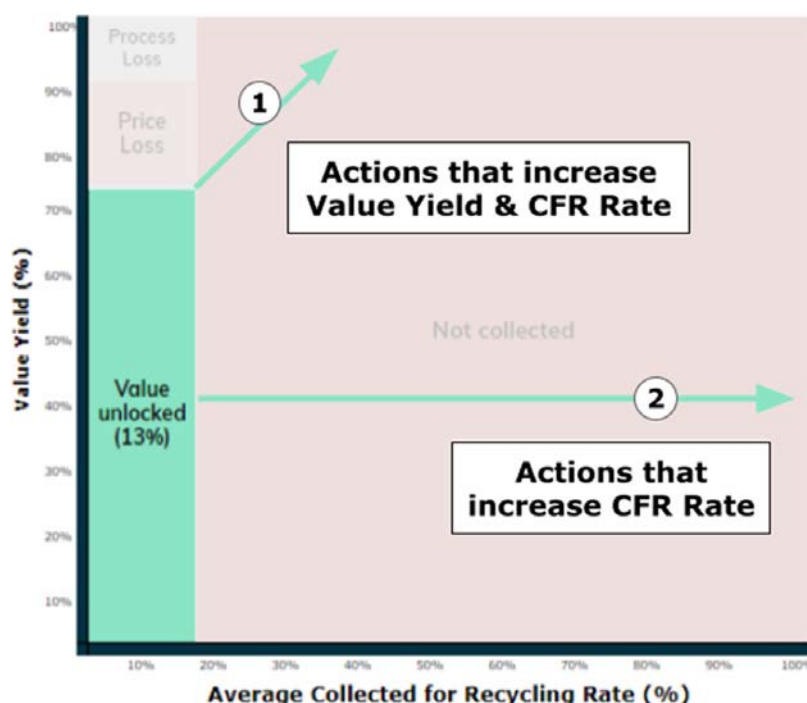 100%
Process
Loss
90%
Price
Loss
80%
70%
60%
50%
40%
30%
20%
10%
Value Yield (%)
1
Actions that increase
Value Yield & CFR Rate
Not collected
Value
unlocked
(13%)
2
Actions that
increase CFR Rate
10% 20% 30% 40% 50% 60% 70% 80% 90% 100%
Average Collected for Recycling Rate (%)